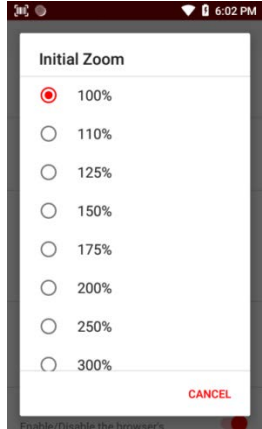 6:02 PM
Initial Zoom
100%
110%
125%
150%
175%
200%
250%
300%
CANCEL
Enable/Disable the browser's